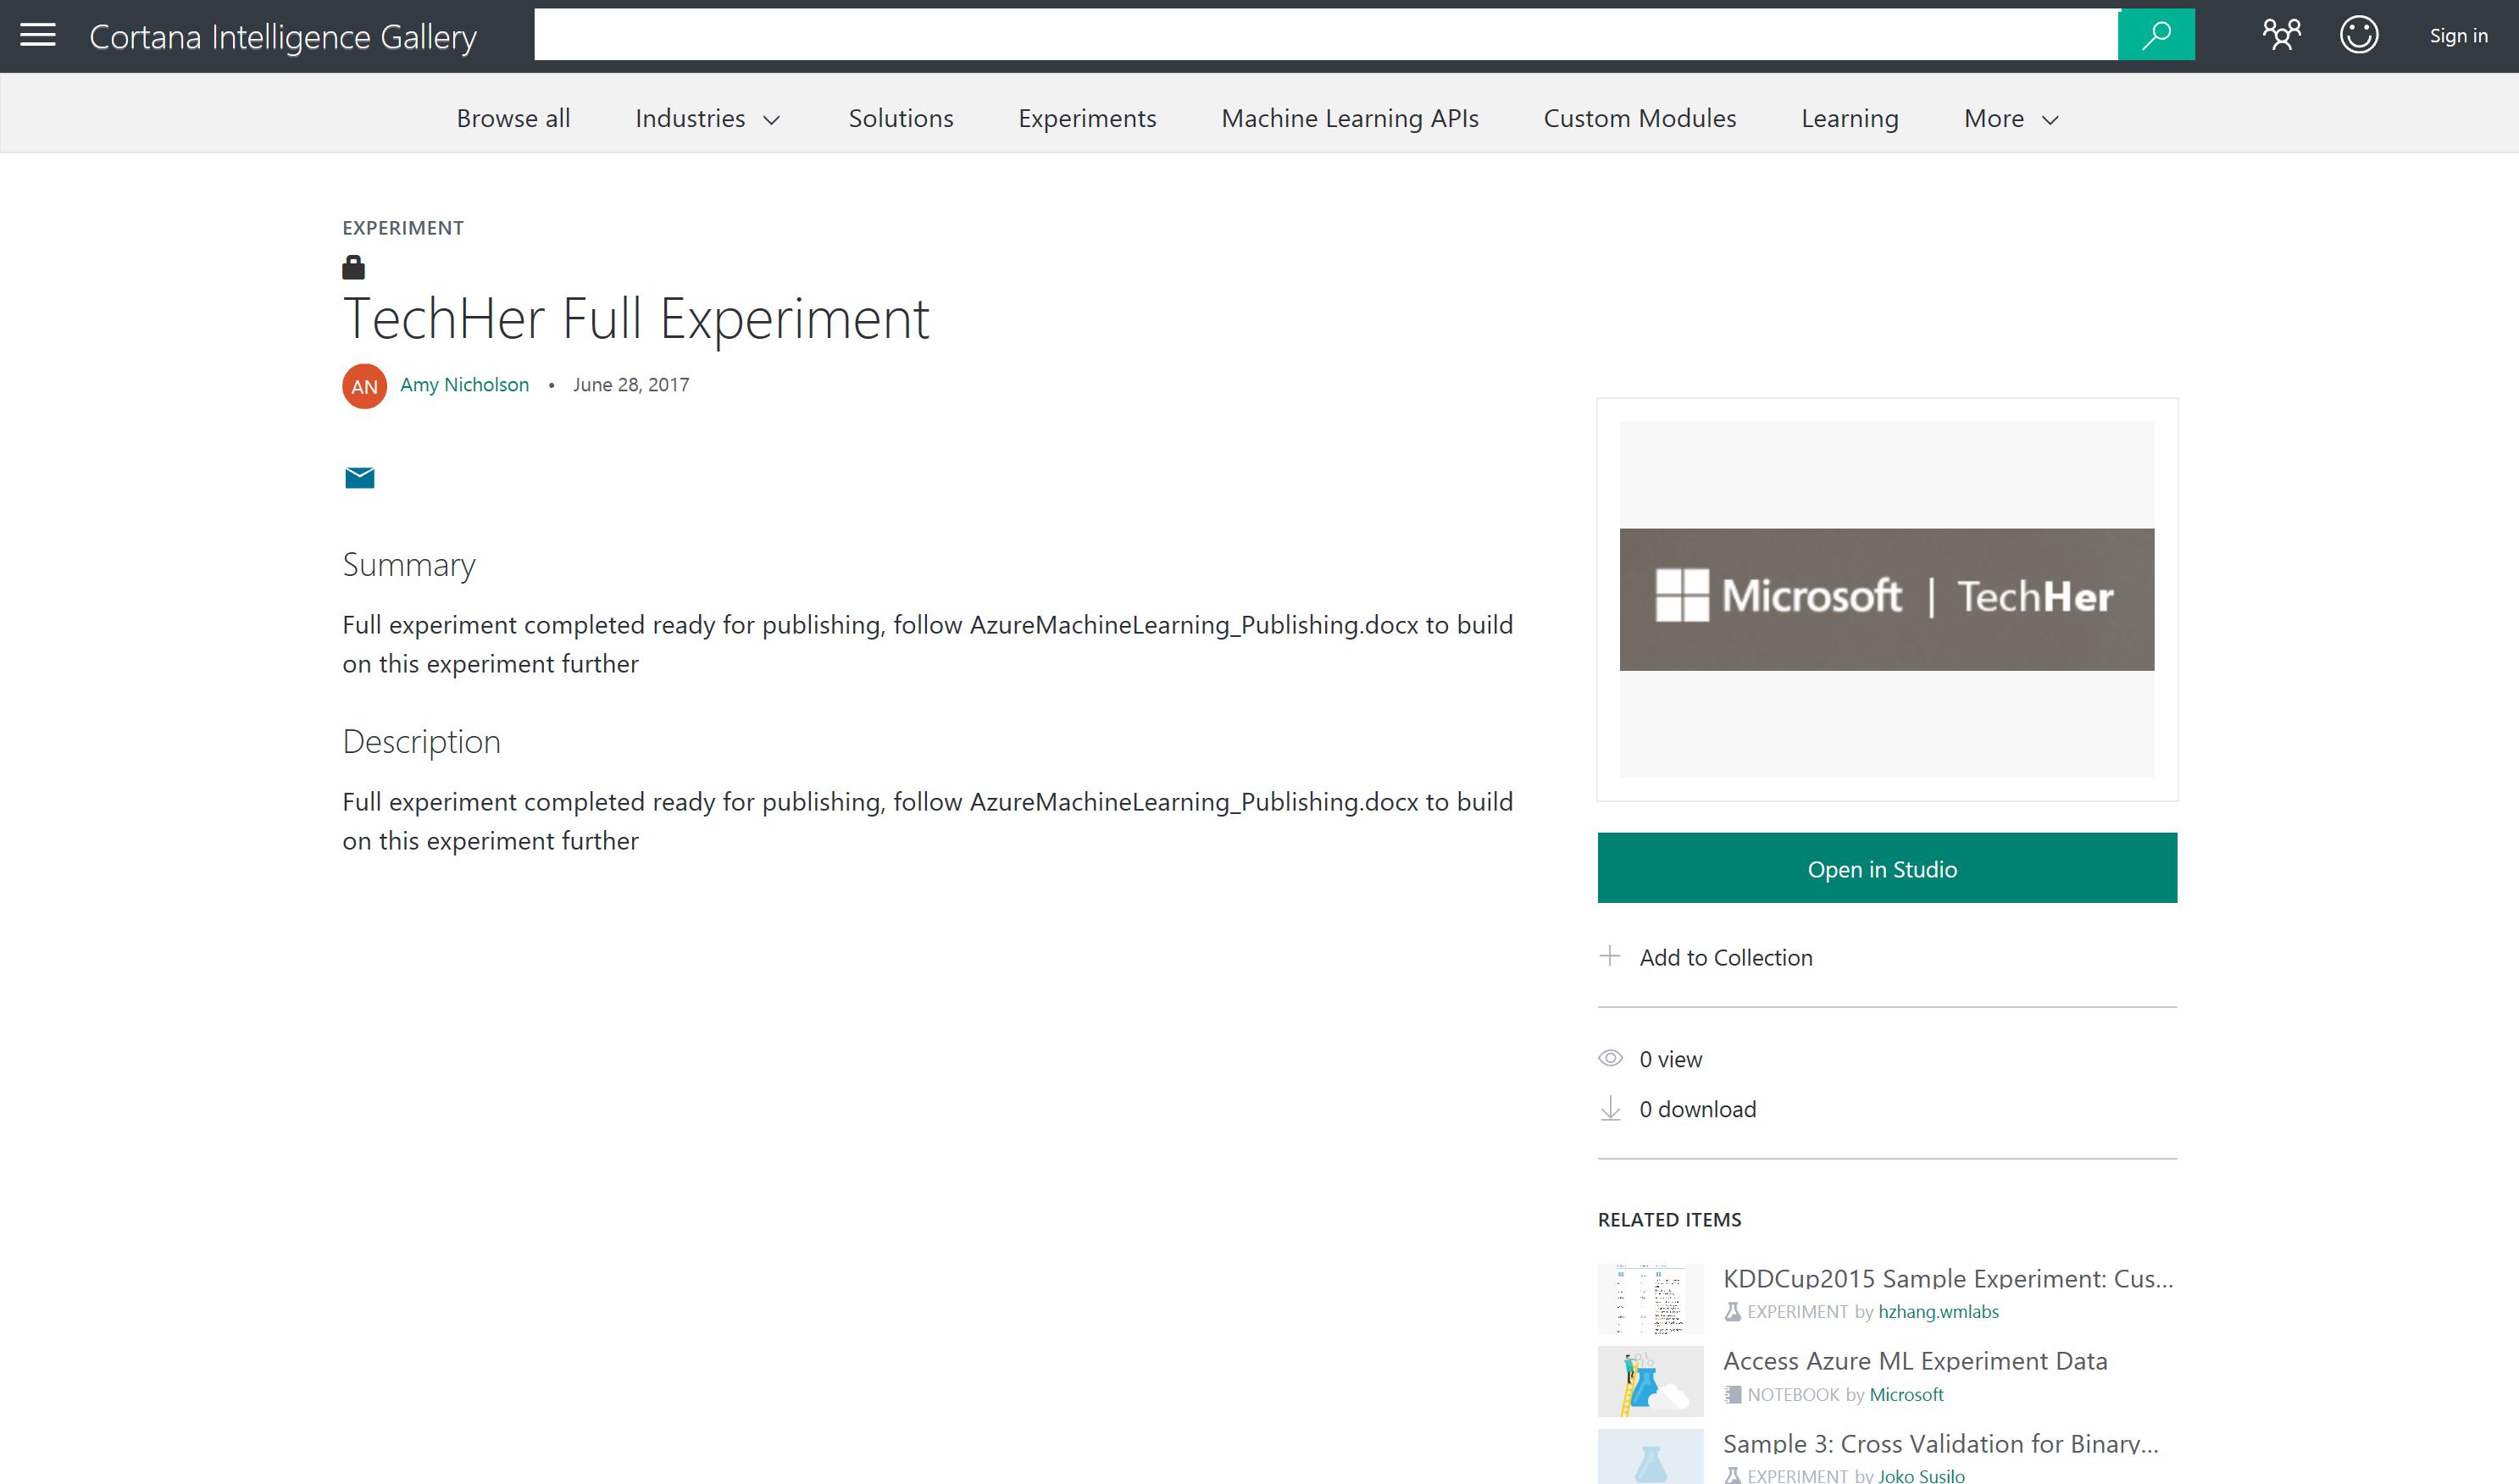 Cortana Intelligence Gallery
Sign in
Browse all
Industries
Solutions
Experiments
Machine Learning APIs
Custom Modules
Learning
More
EXPERIMENT
TechHer Full Experiment
AN
Amy Nicholson • June 28, 2017
Summary
Full experiment completed ready for publishing, follow AzureMachineLearning_Publishing.docx to build
on this experiment further
Description
Full experiment completed ready for publishing, follow AzureMachineLearning_Publishing.docx to build
on this experiment further
Microsoft | TechHer
Open in Studio
Add to Collection
0 view
0 download
RELATED ITEMS
KDDCup2015 Sample Experiment: Cus...
EXPERIMENT by hzhang.wmlabs
Access Azure ML Experiment Data
NOTEBOOK by Microsoft
Sample 3: Cross Validation for Binary...
EXPERIMENT by Joko Susilo